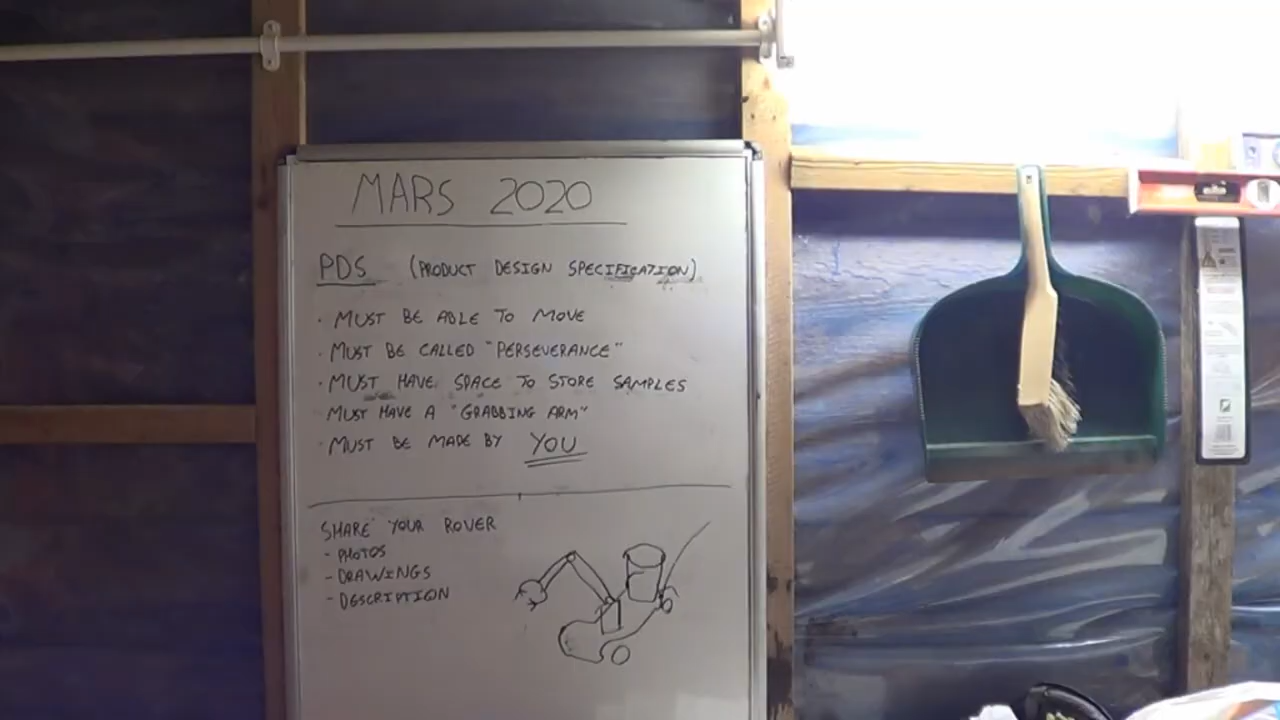 MARS 2020
PDS (PRODUCT DESIGN SPECIFICATION)
· MUST BE ABLE TO MOVE
· MUST BE CALLED "PERSEVERANCE"
· MUST HAVE SPACE TO STORE SAMPLES
· MUST HAVE A "GRABBING ARM"
· MUST BE MADE BY YOU
SHARE YOUR ROVER
- PHOTOS
- DRAWINGS
- DESCRIPTION